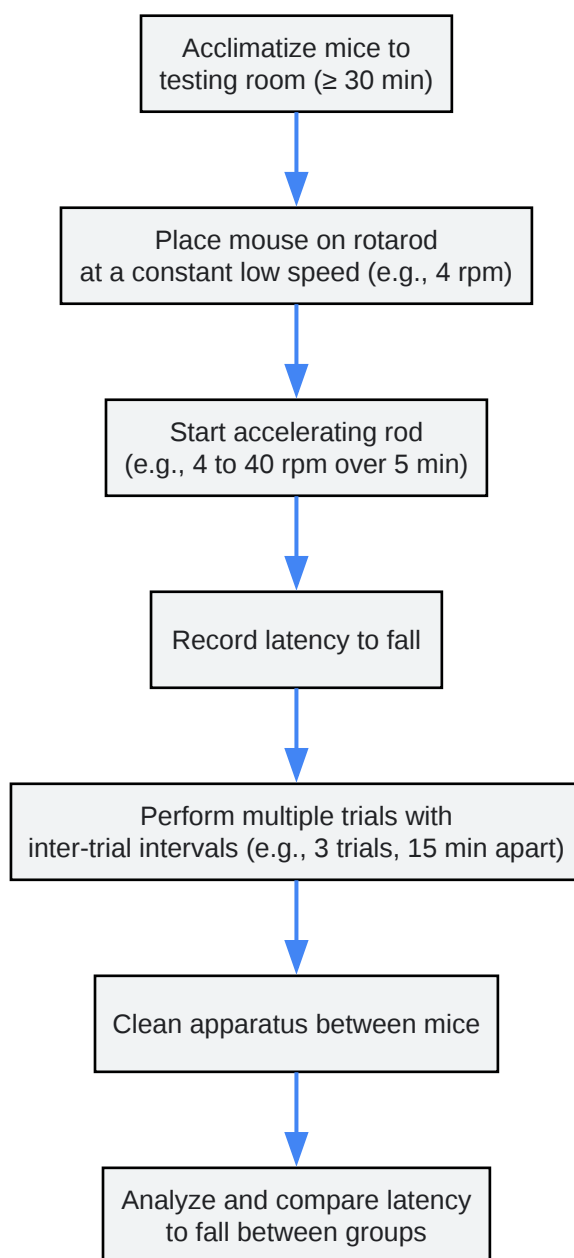 Acclimatize mice to
testing room (≥ 30 min)
Place mouse on rotarod
at a constant low speed (e.g., 4 rpm)
Start accelerating rod
(e.g., 4 to 40 rpm over 5 min)
Record latency to fall
Perform multiple trials with
inter-trial intervals (e.g., 3 trials, 15 min apart)
Clean apparatus between mice
Analyze and compare latency
to fall between groups